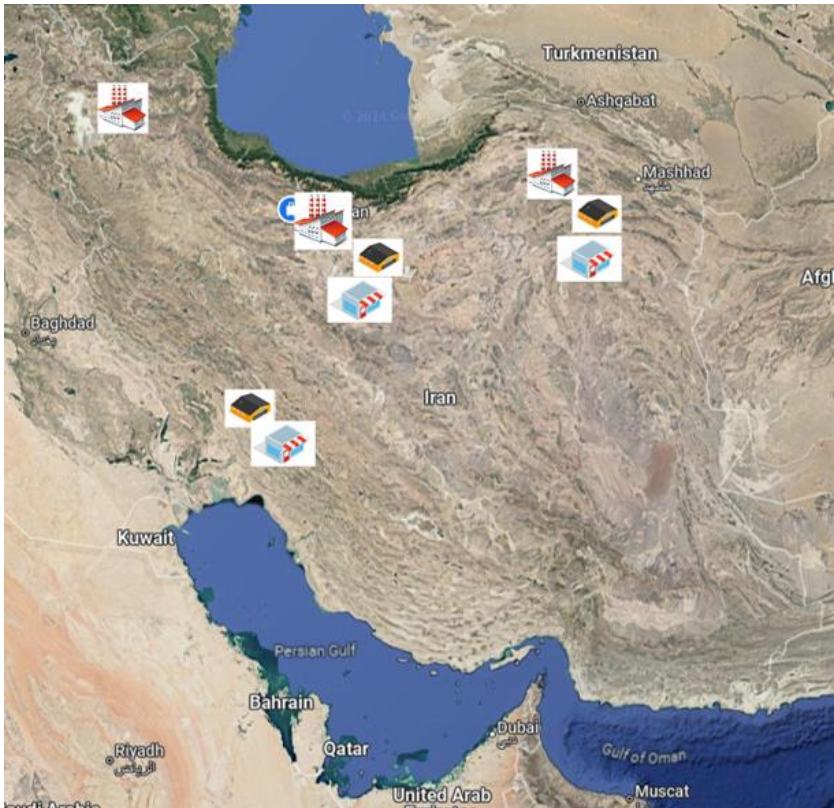 Turkmenistan
Ashgabat
Mashhad
مشهد
an
Afg
Baghdad
بغداد
Iran
Kuwait
Persian Gulf
Bahrain
Qatar
Dubai
دبي
Gulf of Oman
Riyadh
الرياض
United Arab
Muscat